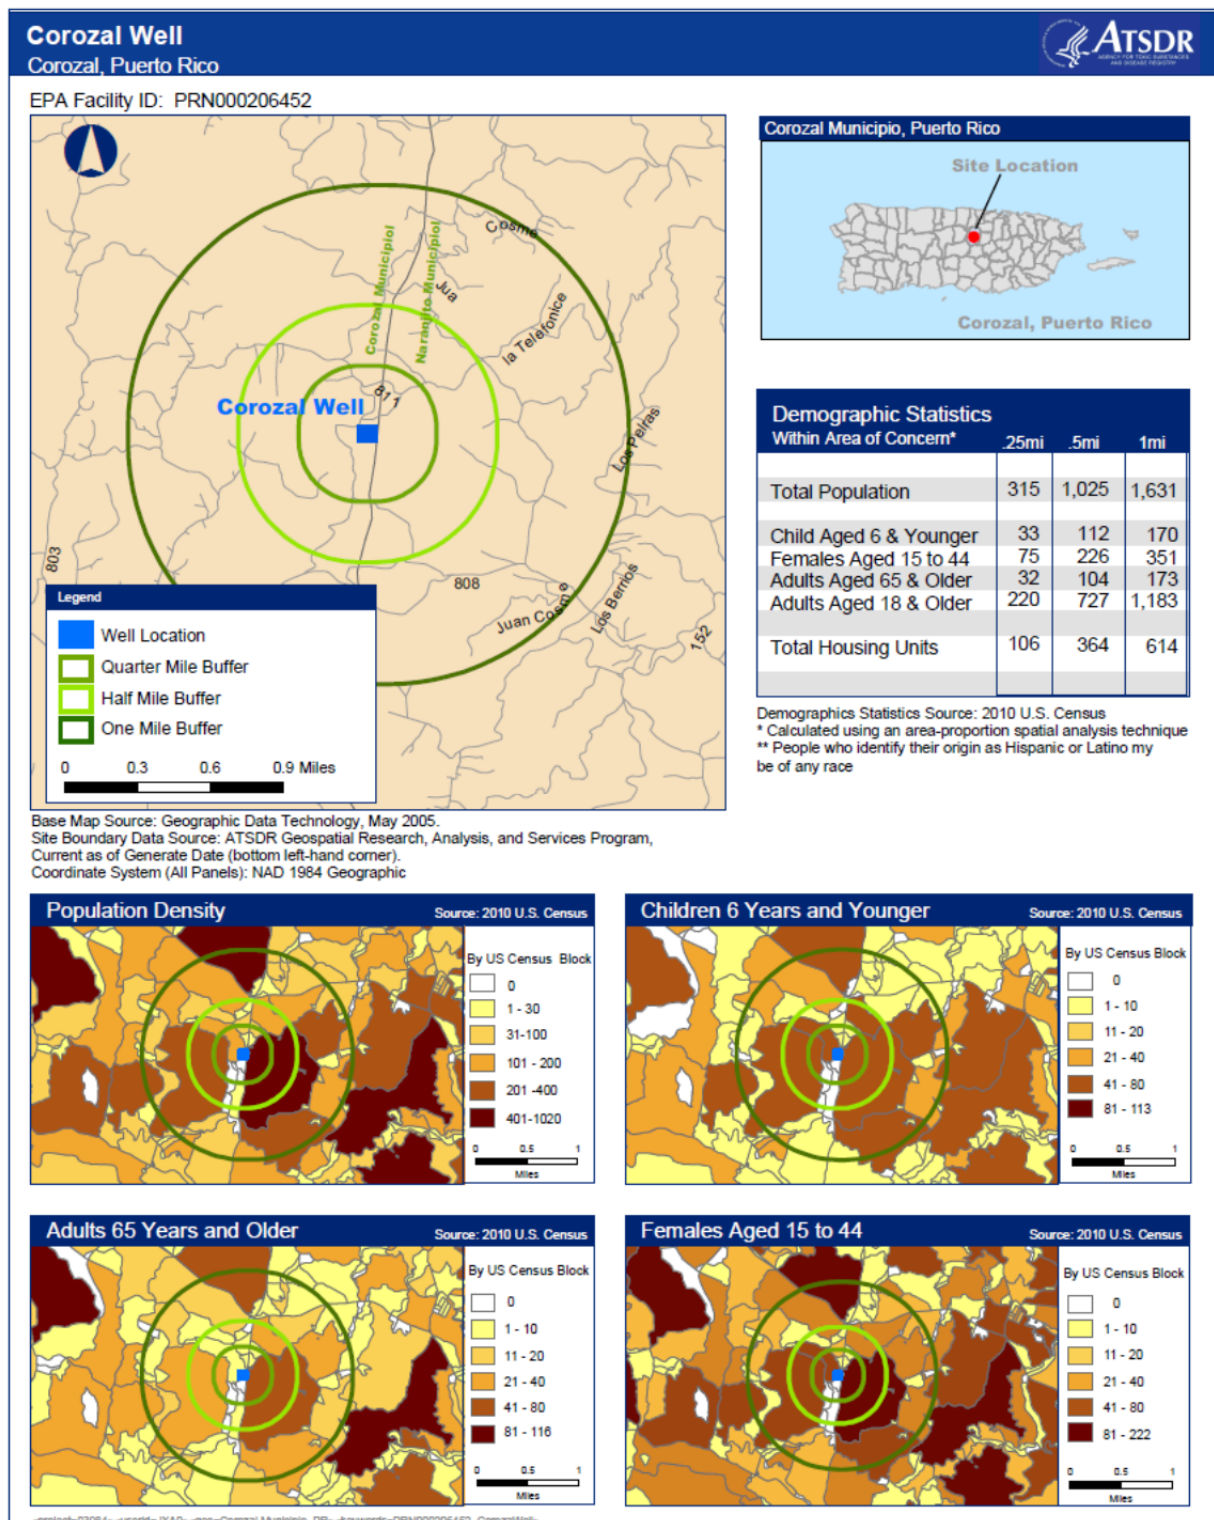 Corozal Well
Corozal, Puerto Rico
ATSDR
AGENCY FOR TOXIC SUBSTANCES
AND DISEASE REGISTRY
EPA Facility ID: PRN000206452
Cosme
Corozal Municipiol
Naranjito Municipiol
Jua
la Telefonice
811
Corozal Well
Los Peiras
803
808
Juan Cosme
Los Berrios
152
Legend
Well Location
Quarter Mile Buffer
Half Mile Buffer
One Mile Buffer
0 0.3 0.6 0.9 Miles
Corozal Municipio, Puerto Rico
Site Location
Corozal, Puerto Rico
Demographic Statistics
Within Area of Concern* .25mi .5mi 1mi
Total Population 315 1,025 1,631
Child Aged 6 & Younger 33 112 170
Females Aged 15 to 44 75 226 351
Adults Aged 65 & Older 32 104 173
Adults Aged 18 & Older 220 727 1,183
Total Housing Units 106 364 614
Demographics Statistics Source: 2010 U.S. Census
* Calculated using an area-proportion spatial analysis technique
** People who identify their origin as Hispanic or Latino my
be of any race
Base Map Source: Geographic Data Technology, May 2005.
Site Boundary Data Source: ATSDR Geospatial Research, Analysis, and Services Program,
Current as of Generate Date (bottom left-hand corner).
Coordinate System (All Panels): NAD 1984 Geographic
Population Density Source: 2010 U.S. Census
By US Census Block
0
1 - 30
31-100
101 - 200
201 -400
401-1020
0 0.5 1
Miles
Children 6 Years and Younger Source: 2010 U.S. Census
By US Census Block
0
1 - 10
11 - 20
21 - 40
41 - 80
81 - 113
0 0.5 1
Miles
Adults 65 Years and Older Source: 2010 U.S. Census
By US Census Block
0
1 - 10
11 - 20
21 - 40
41 - 80
81 - 116
0 0.5 1
Miles
Females Aged 15 to 44 Source: 2010 U.S. Census
By US Census Block
0
1 - 10
11 - 20
21 - 40
41 - 80
81 - 222
0 0.5 1
Miles